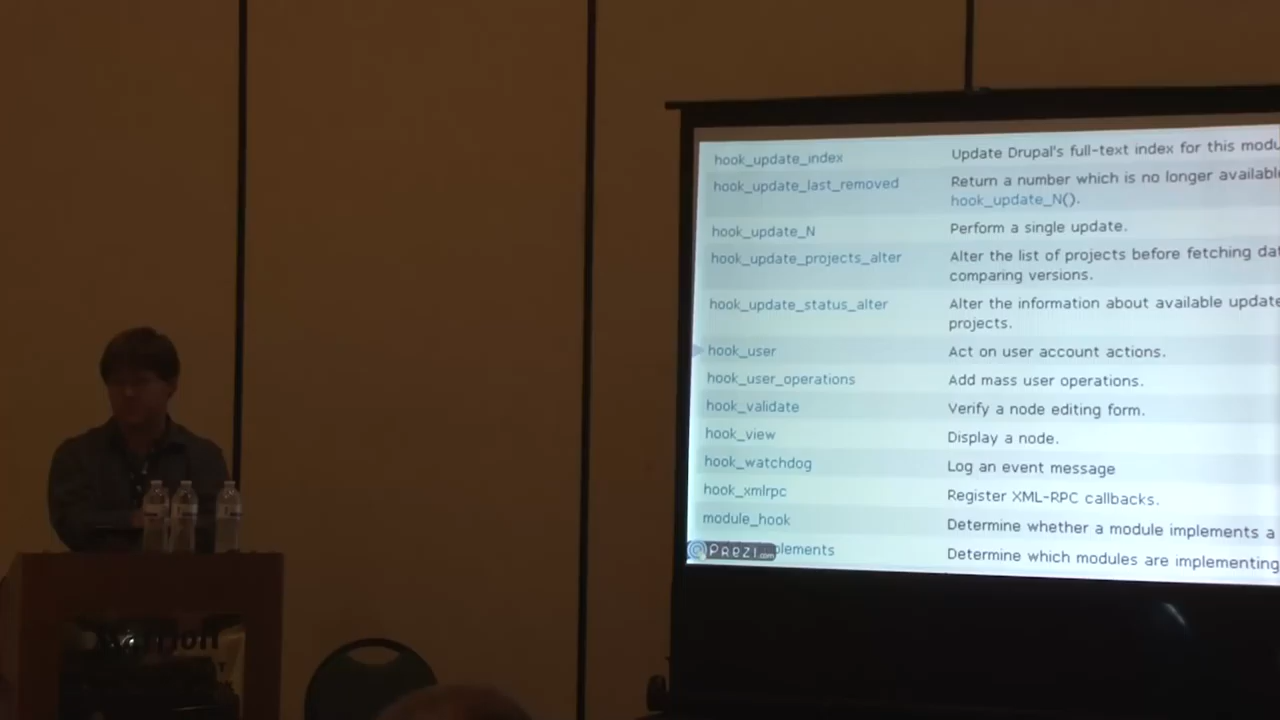 hook_update_index Update Drupal's full-text index for this modu
hook_update_last_removed Return a number which is no longer availabl
hook_update_N().
hook_update_N Perform a single update.
hook_update_projects_alter Alter the list of projects before fetching dat
comparing versions.
hook_update_status_alter Alter the information about available update
projects.
hook_user Act on user account actions.
hook_user_operations Add mass user operations.
hook_validate Verify a node editing form.
hook_view Display a node.
hook_watchdog Log an event message
hook_xmlrpc Register XML-RPC callbacks.
module_hook Determine whether a module implements a
plements Determine which modules are implementing
PREZI.com